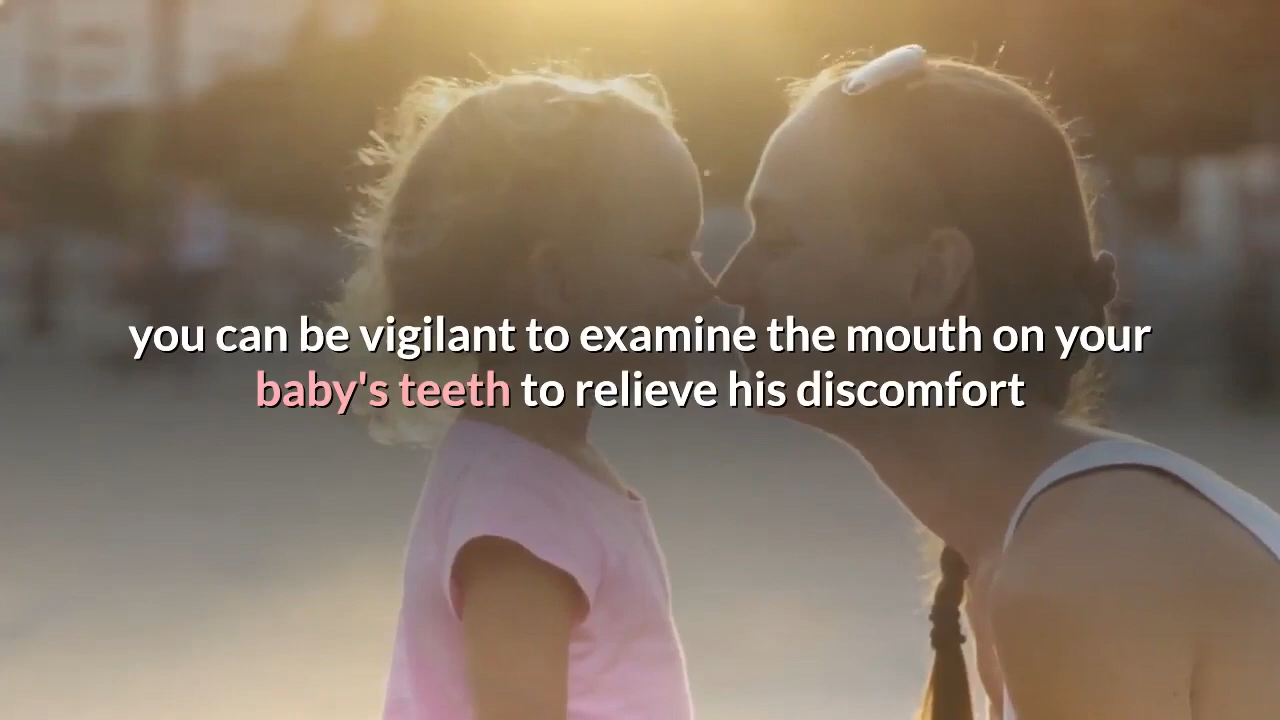 you can be vigilant to examine the mouth on your
baby's teeth to relieve his discomfort